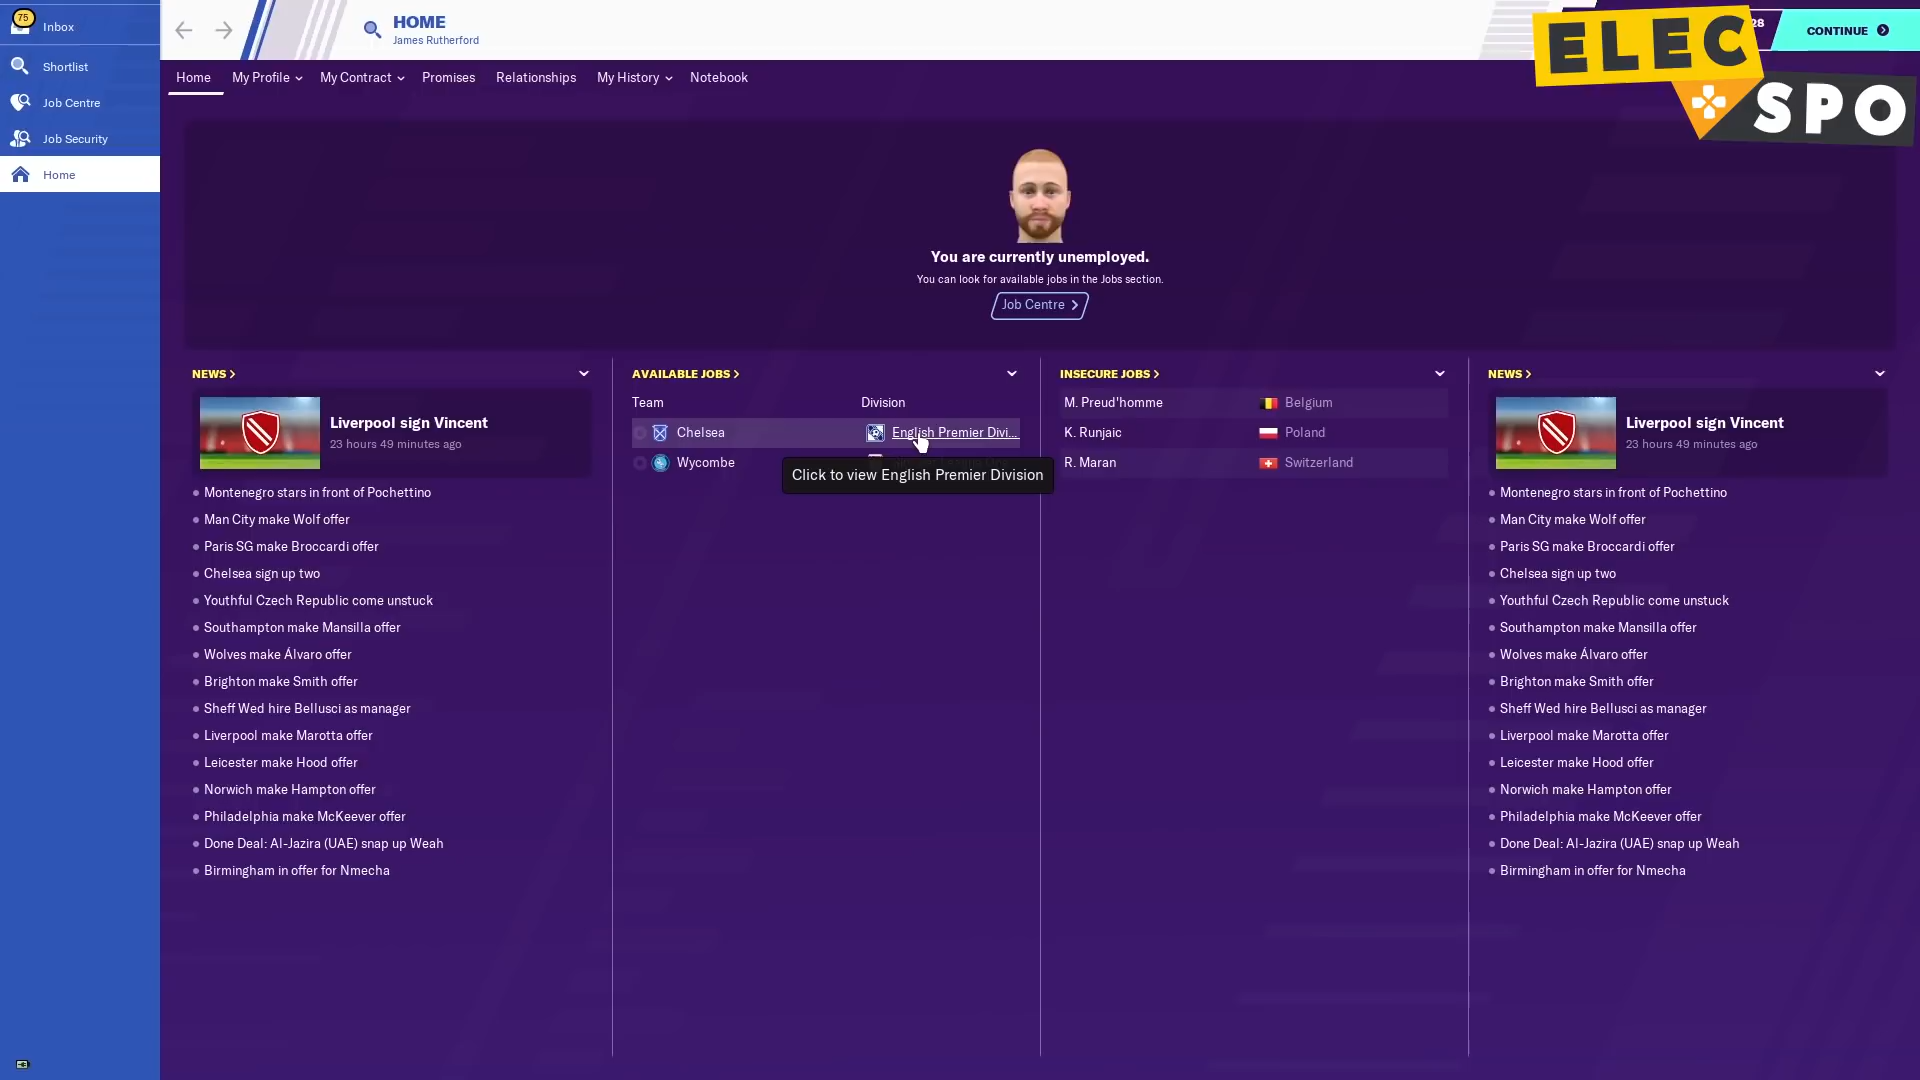 75
Inbox
Shortlist
Job Centre
Job Security
Home
HOME
James Rutherford
28
CONTINUE
ELEC
SPO
Home
My Profile
My Contract
Promises
Relationships
My History
Notebook
You are currently unemployed.
You can look for available jobs in the Jobs section.
Job Centre
NEWS
Liverpool sign Vincent
23 hours 49 minutes ago
Montenegro stars in front of Pochettino
Man City make Wolf offer
Paris SG make Broccardi offer
Chelsea sign up two
Youthful Czech Republic come unstuck
Southampton make Mansilla offer
Wolves make Álvaro offer
Brighton make Smith offer
Sheff Wed hire Bellusci as manager
Liverpool make Marotta offer
Leicester make Hood offer
Norwich make Hampton offer
Philadelphia make McKeever offer
Done Deal: Al-Jazira (UAE) snap up Weah
Birmingham in offer for Nmecha
AVAILABLE JOBS
Team Division
Chelsea English Premier Divi...
Wycombe
Click to view English Premier Division
INSECURE JOBS
M. Preud'homme Belgium
K. Runjaic Poland
R. Maran Switzerland
NEWS
Liverpool sign Vincent
23 hours 49 minutes ago
Montenegro stars in front of Pochettino
Man City make Wolf offer
Paris SG make Broccardi offer
Chelsea sign up two
Youthful Czech Republic come unstuck
Southampton make Mansilla offer
Wolves make Álvaro offer
Brighton make Smith offer
Sheff Wed hire Bellusci as manager
Liverpool make Marotta offer
Leicester make Hood offer
Norwich make Hampton offer
Philadelphia make McKeever offer
Done Deal: Al-Jazira (UAE) snap up Weah
Birmingham in offer for Nmecha